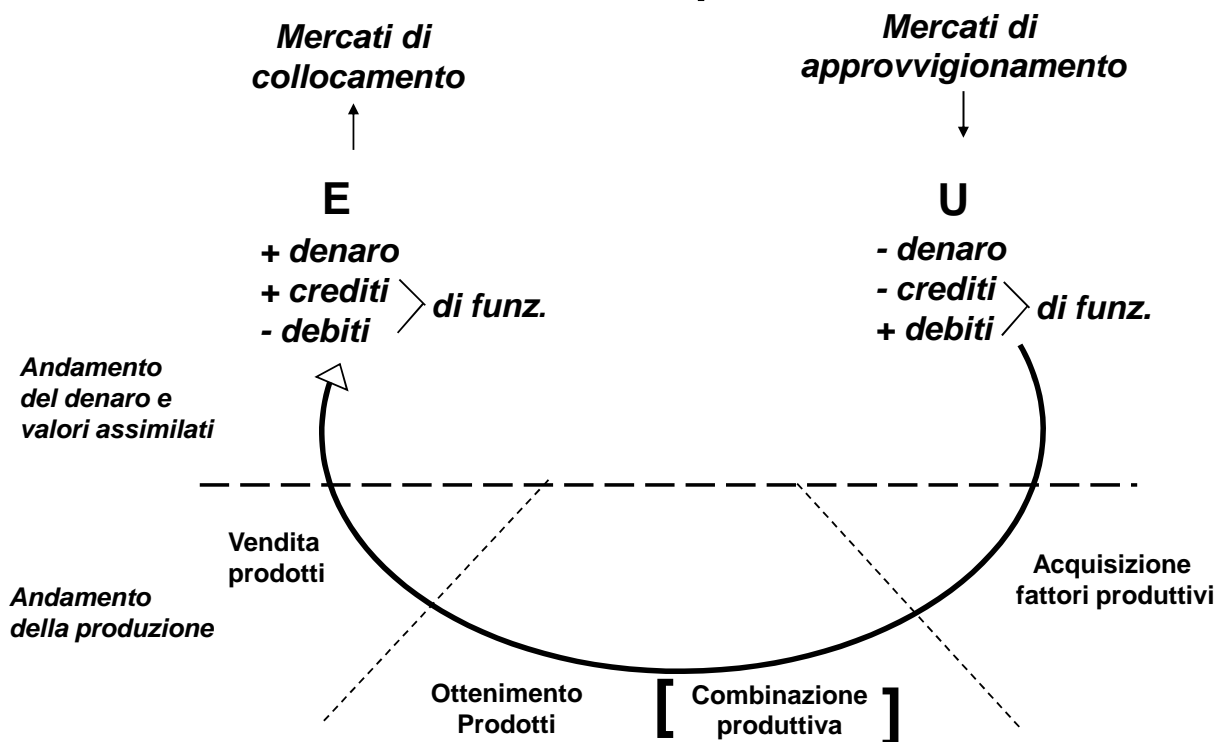 Mercati di
collocamento
Mercati di
approvvigionamento
E
+ denaro
+ crediti
- debiti
di funz.
U
- denaro
- crediti
+ debiti
di funz.
Andamento
del denaro e
valori assimilati
Vendita
prodotti
Acquisizione
fattori produttivi
Andamento
della produzione
Ottenimento
Prodotti
[ Combinazione
produttiva ]